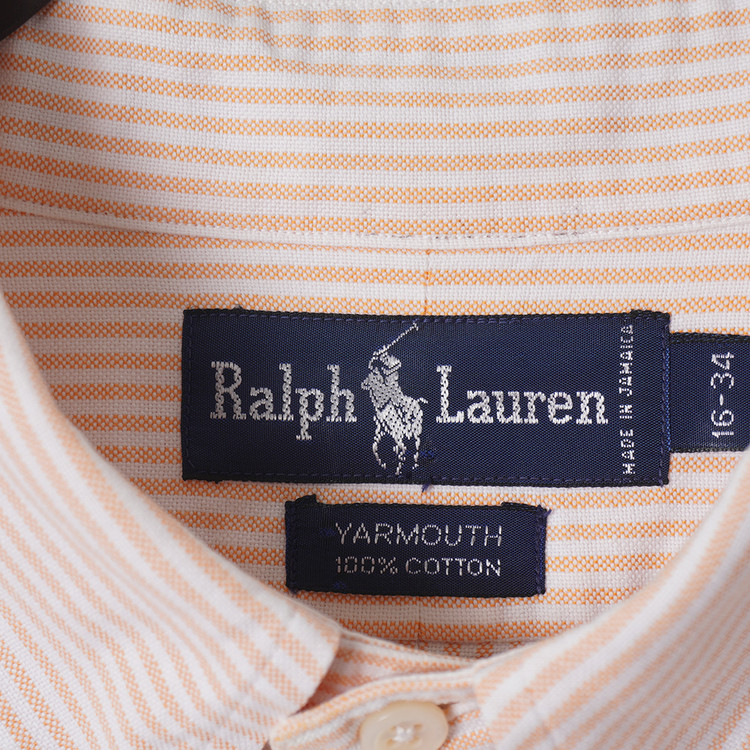 Ralph Lauren
MADE IN JAMAICA
16-34
YARMOUTH
100% COTTON